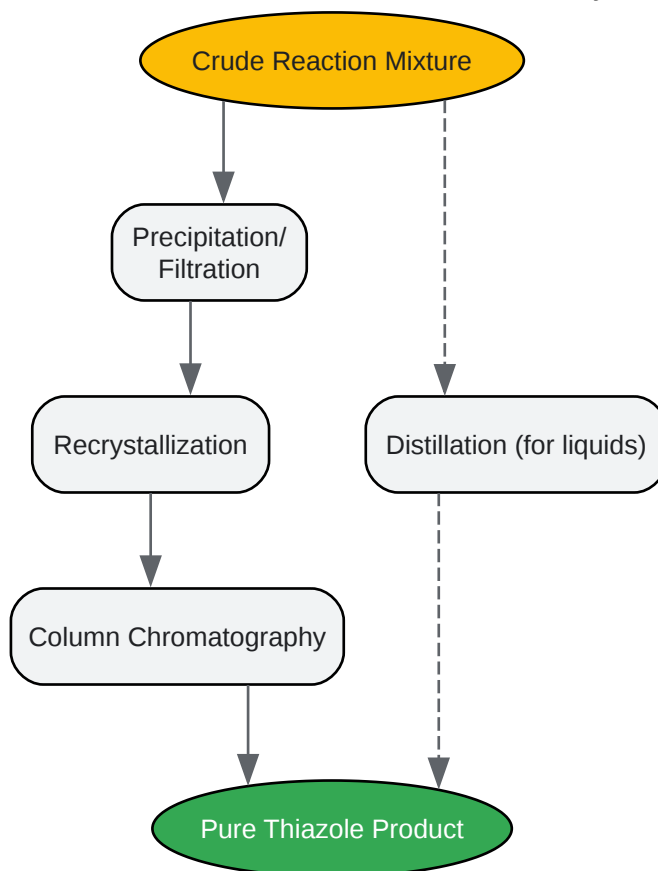 Crude Reaction Mixture
Precipitation/
Filtration
Recrystallization
Distillation (for liquids)
Column Chromatography
Pure Thiazole Product